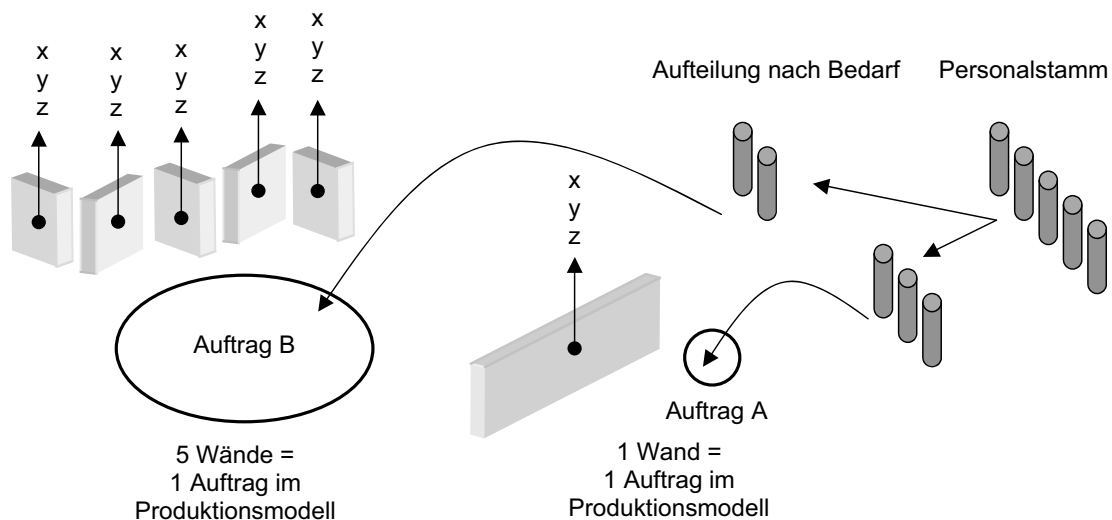 x
y
z
x
y
z
x
y
z
x
y
z
x
y
z
Aufteilung nach Bedarf
Personalstamm
x
y
z
Auftrag B
Auftrag A
5 Wände =
1 Auftrag im
Produktionsmodell
1 Wand =
1 Auftrag im
Produktionsmodell